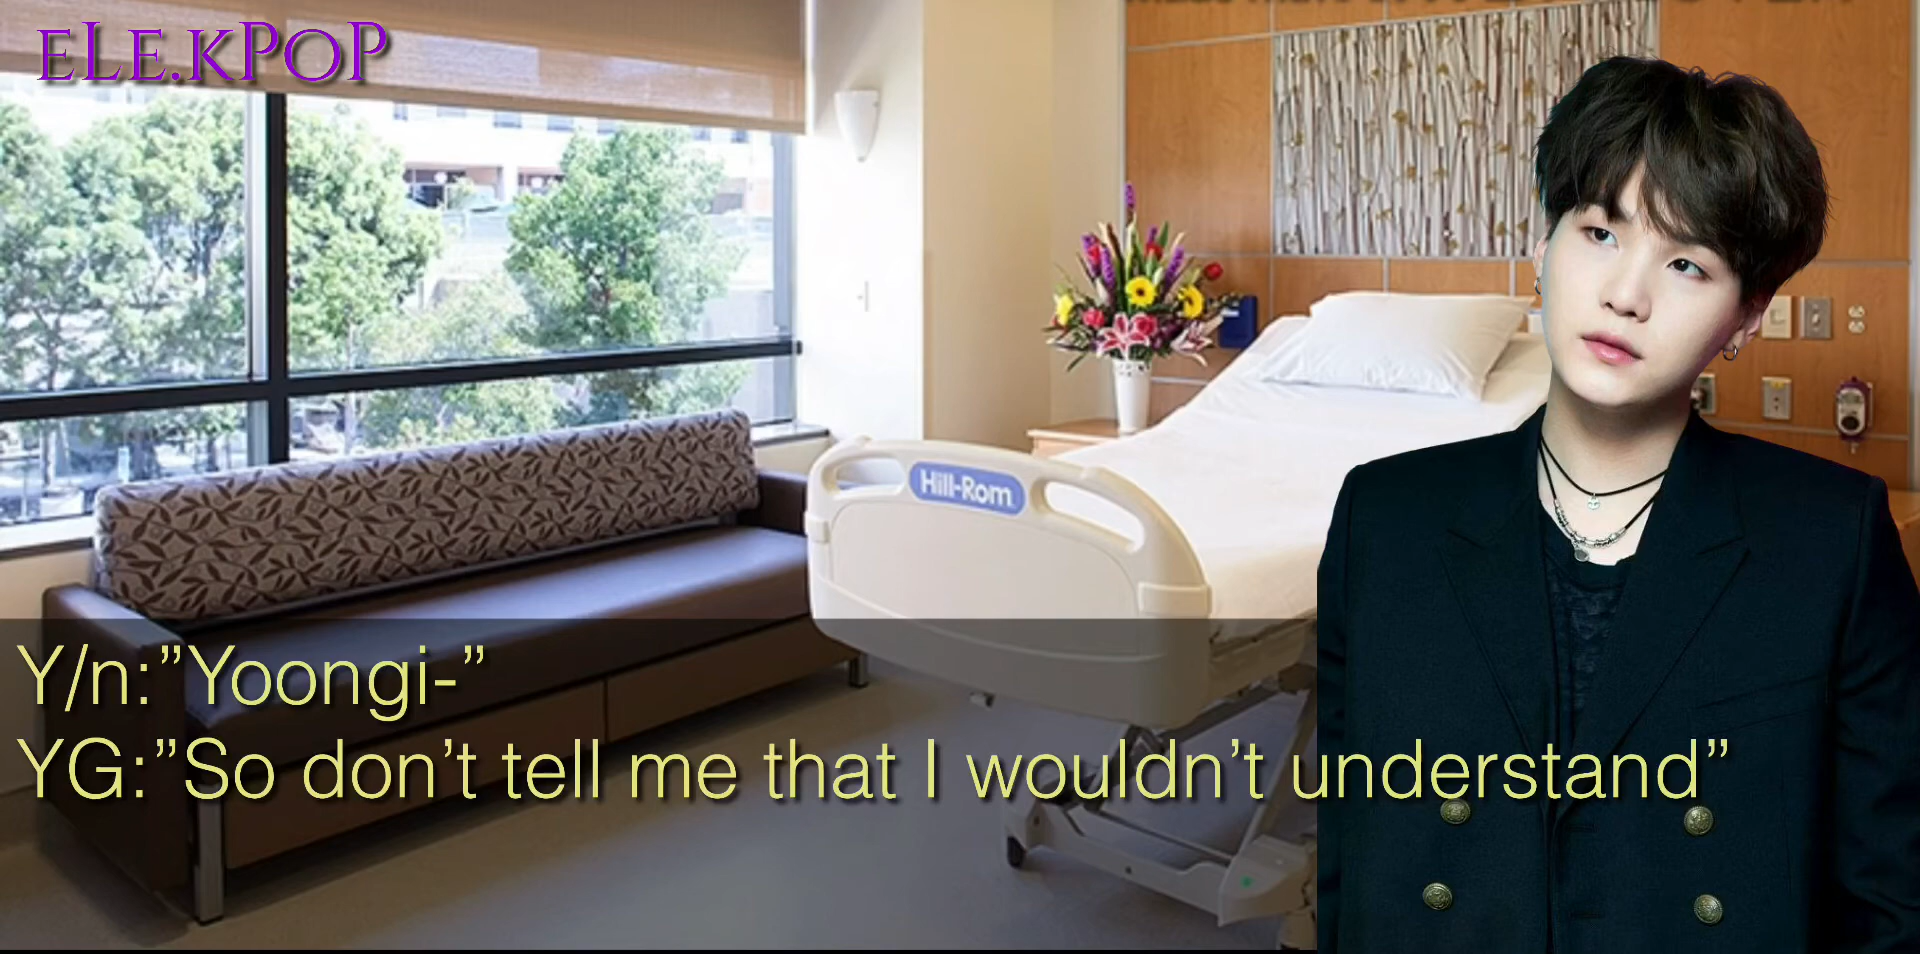 eLe.kPoP
Hill-Rom
Y/n:”Yoongi-”
YG:”So don’t tell me that I wouldn’t understand”